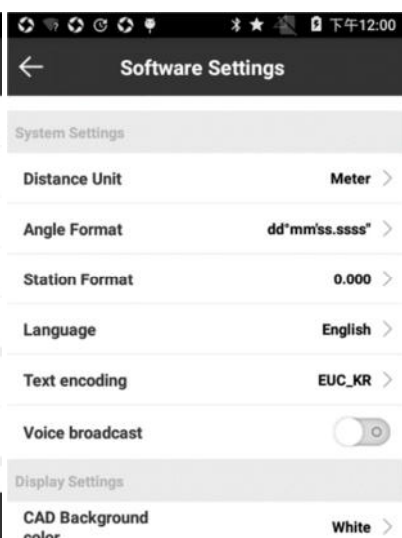 下午12:00
Software Settings
System Settings
Distance Unit Meter
Angle Format dd°mm'ss.ssss"
Station Format 0.000
Language English
Text encoding EUC_KR
Voice broadcast
Display Settings
CAD Background
color White